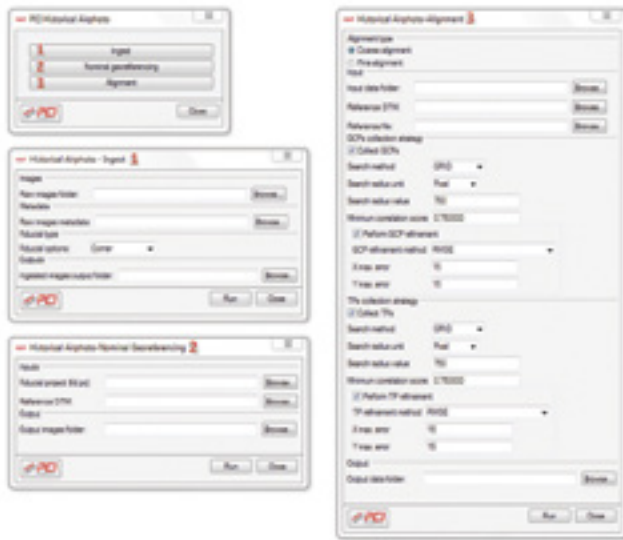 PCI Historical Airphoto
1 Ingest
2 Nominal georeferencing
3 Alignment
PCI
Close
Historical Airphoto - Ingest 1
Images
Raw images folder: Browse...
Metadata
Raw images metadata: Browse...
Fiducial type
Fiducial options: Corner
Outputs
Ingested images output folder: Browse...
PCI
Run Close
Historical Airphoto-Nominal Georeferencing 2
Inputs
Fiducial project file
Browse...
Reference DTM: Browse...
Output
Output images folder: Browse...
PCI
Run Close
Historical Airphoto-Alignment 3
Alignment type
Coarse alignment
Fine alignment
Input
Input data folder: Browse...
Reference DTM: Browse...
Reference file: Browse...
GCPs collection strategy
Collect GCPs
Search method: GRID
Search radius unit: Pixel
Search radius value: 750
Minimum correlation score: 0.750000
Perform GCP refinement
GCP refinement method: RMSE
X max. error: 15
Y max. error: 15
TPs collection strategy
Collect TPs
Search method: GRID
Search radius unit: Pixel
Search radius value: 750
Minimum correlation score: 0.750000
Perform TP refinement
TP refinement method: RMSE
X max. error: 15
Y max. error: 15
Output
Output data folder: Browse...
PCI
Run Close